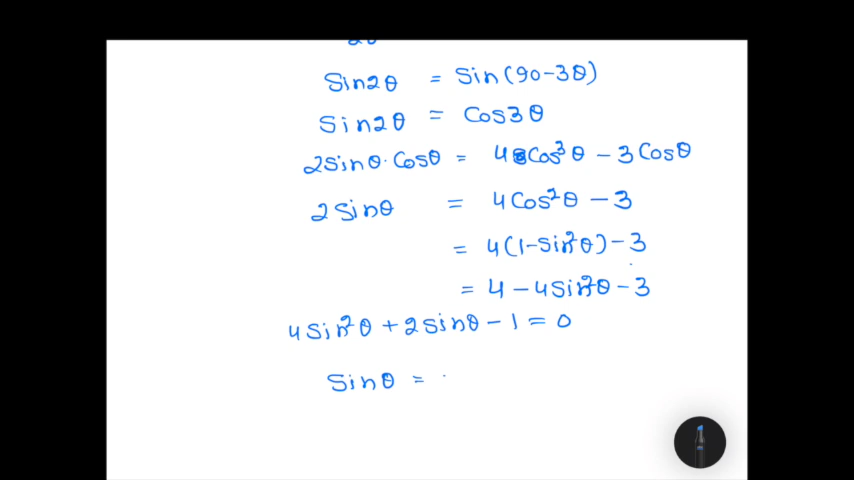 2θ
Sin2θ = Sin(90-3θ)
Sin2θ = Cos3θ
2Sinθ·Cosθ = 4Cos³θ - 3Cosθ
2Sinθ = 4Cos²θ - 3
= 4(1-Sin²θ) - 3
= 4 - 4Sin²θ - 3
4Sin²θ + 2Sinθ - 1 = 0
Sinθ =